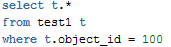 select t.*
from test1 t
where t.object_id = 100